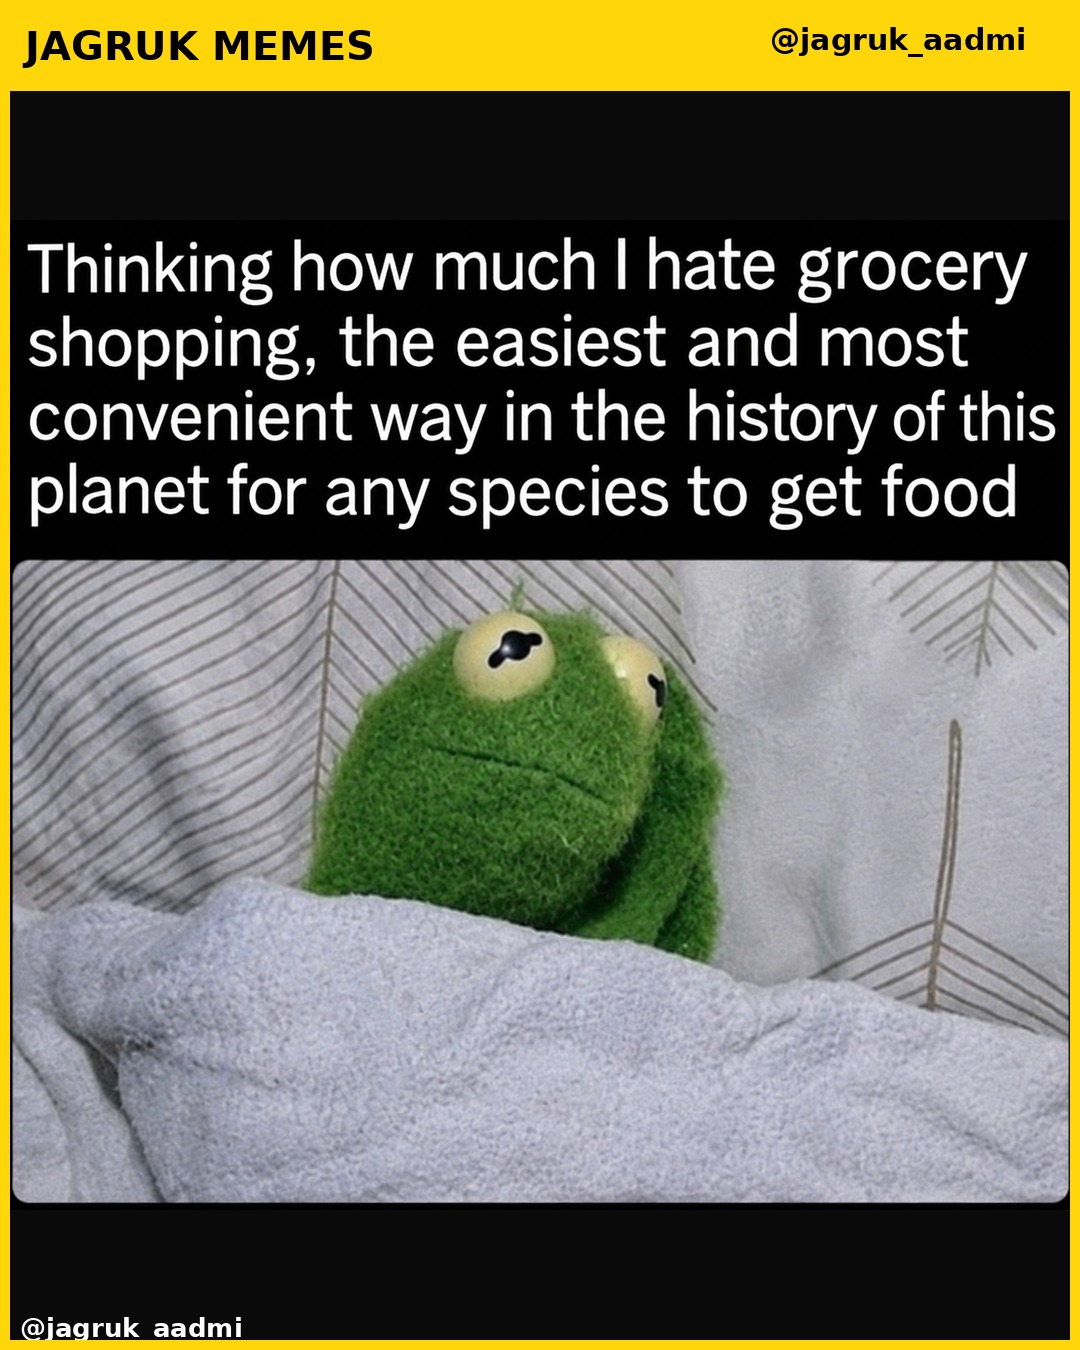 JAGRUK MEMES
@jagruk_aadmi
Thinking how much I hate grocery
shopping, the easiest and most
convenient way in the history of this
planet for any species to get food
@jagruk_aadmi